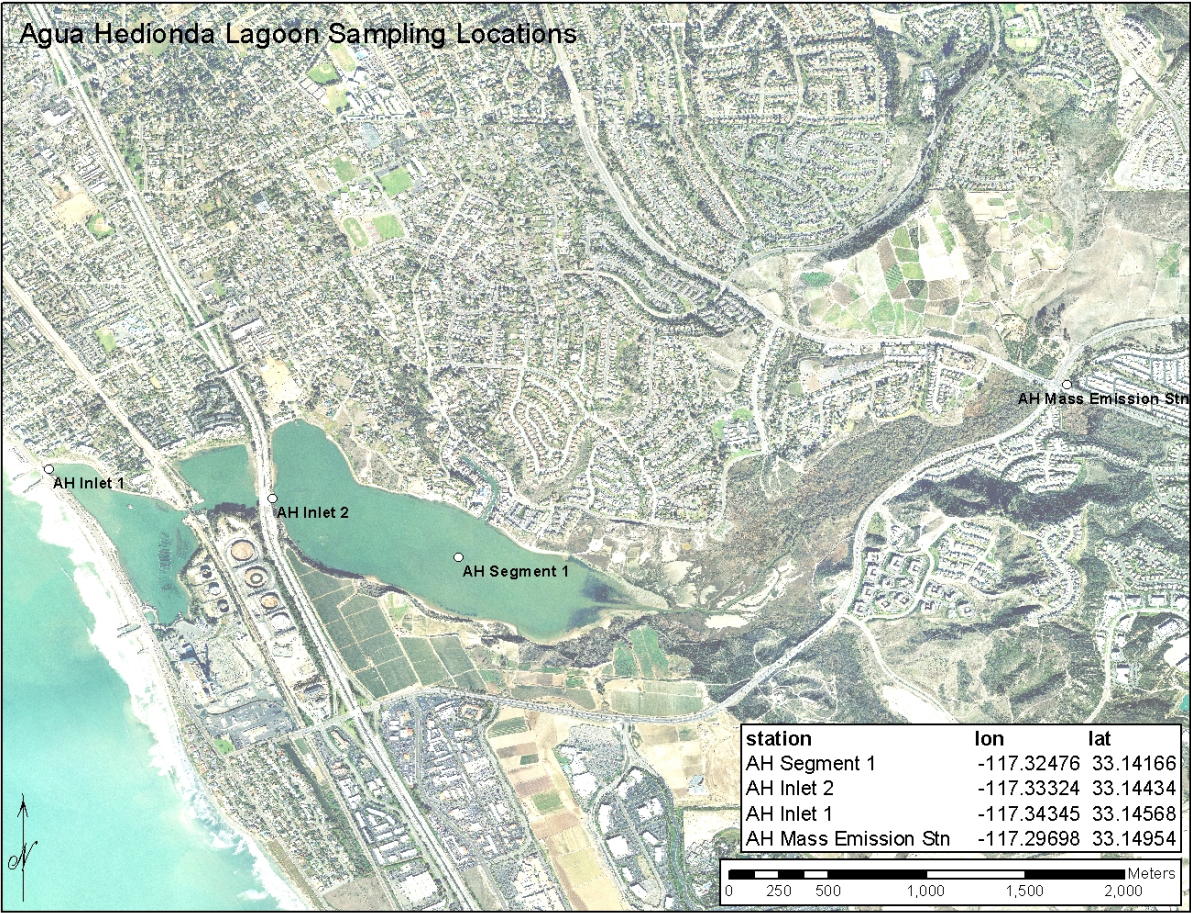 Agua Hedionda Lagoon Sampling Locations
AH Mass Emission Stn
AH Inlet 1
AH Inlet 2
AH Segment 1
station lon lat
AH Segment 1 -117.32476 33.14166
AH Inlet 2 -117.33324 33.14434
AH Inlet 1 -117.34345 33.14568
AH Mass Emission Stn -117.29698 33.14954
N
Meters
0 250 500 1,000 1,500 2,000